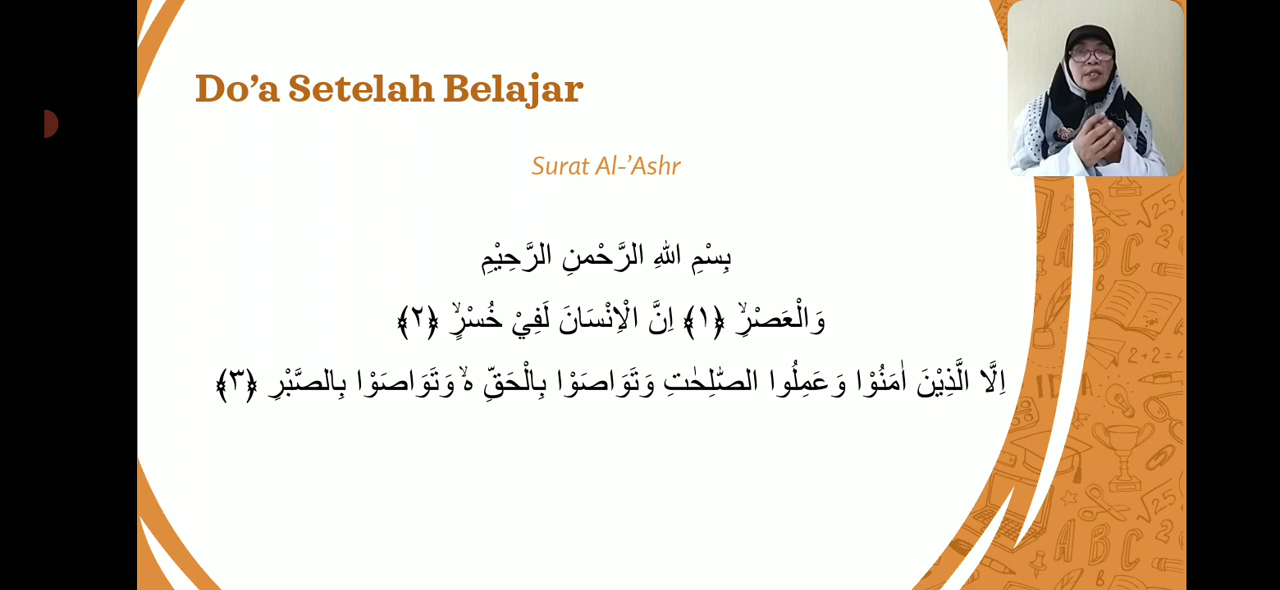 Do’a Setelah Belajar
Surat Al-’Ashr
بِسْمِ اللهِ الرَّحْمنِ الرَّحِيْمِ
وَالْعَصْرِۙ ﴿١﴾ اِنَّ الْاِنْسَانَ لَفِيْ خُسْرٍۙ ﴿٢﴾
اِلَّا الَّذِيْنَ اٰمَنُوْا وَعَمِلُوا الصّٰلِحٰتِ وَتَوَاصَوْا بِالْحَقِّ ەۙ وَتَوَاصَوْا بِالصَّبْرِ ﴿٣﴾